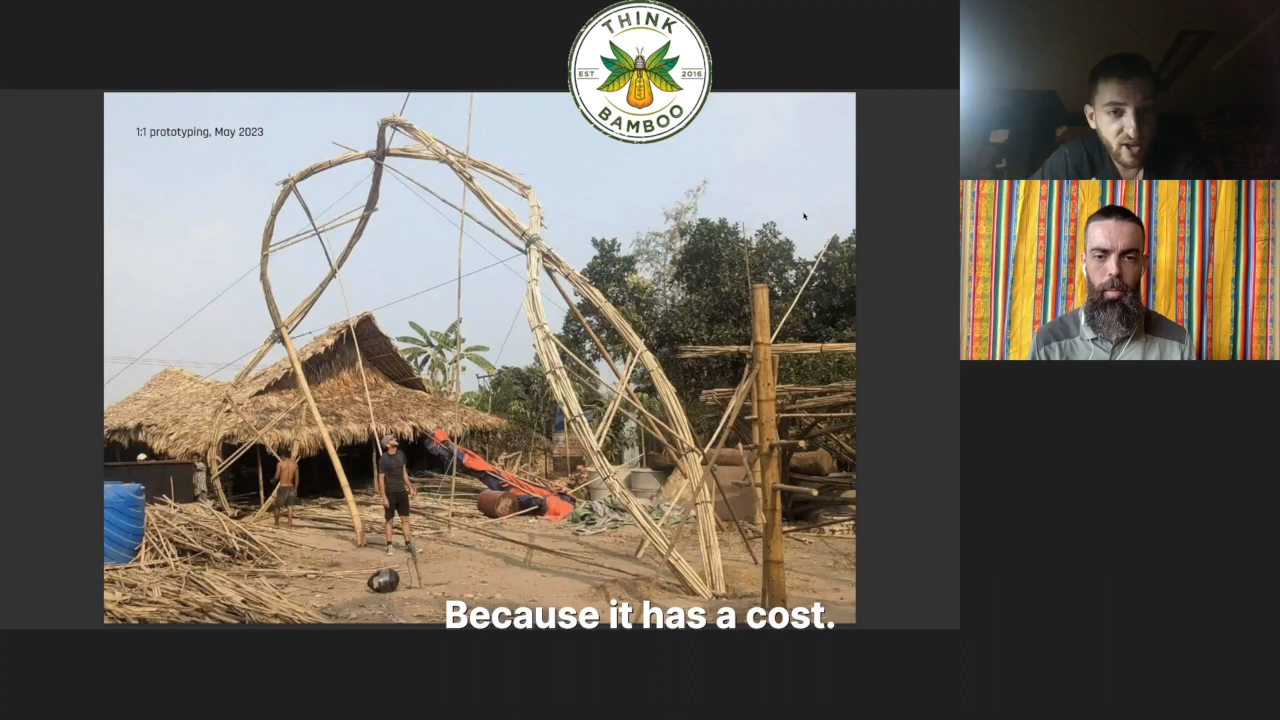 THINK
EST 2016
BAMBOO
1:1 prototyping, May 2023
Because it has a cost.